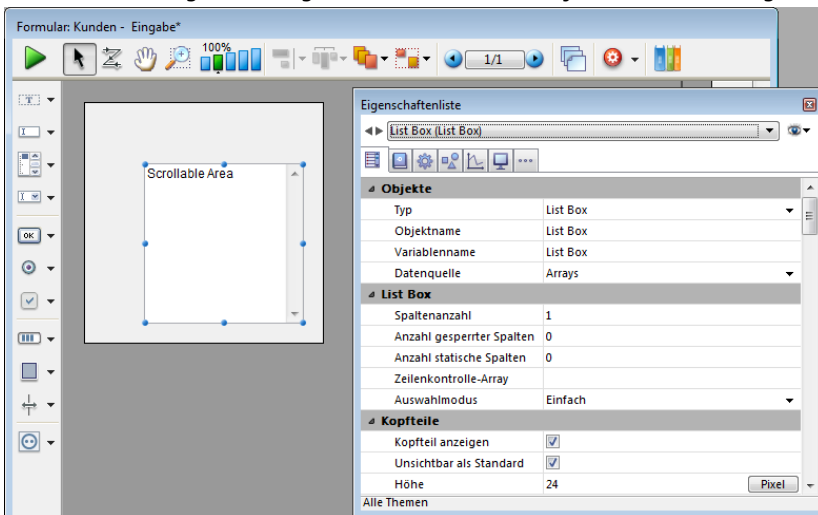 Formular: Kunden - Eingabe*
100%
1/1
T
I
I
OK
Scrollable Area
Eigenschaftenliste
List Box (List Box)
Objekte
Typ List Box
Objektname List Box
Variablenname List Box
Datenquelle Arrays
List Box
Spaltenanzahl 1
Anzahl gesperrter Spalten 0
Anzahl statische Spalten 0
Zeilenkontrolle-Array
Auswahlmodus Einfach
Kopfteile
Kopfteil anzeigen
Unsichtbar als Standard
Höhe 24 Pixel
Alle Themen